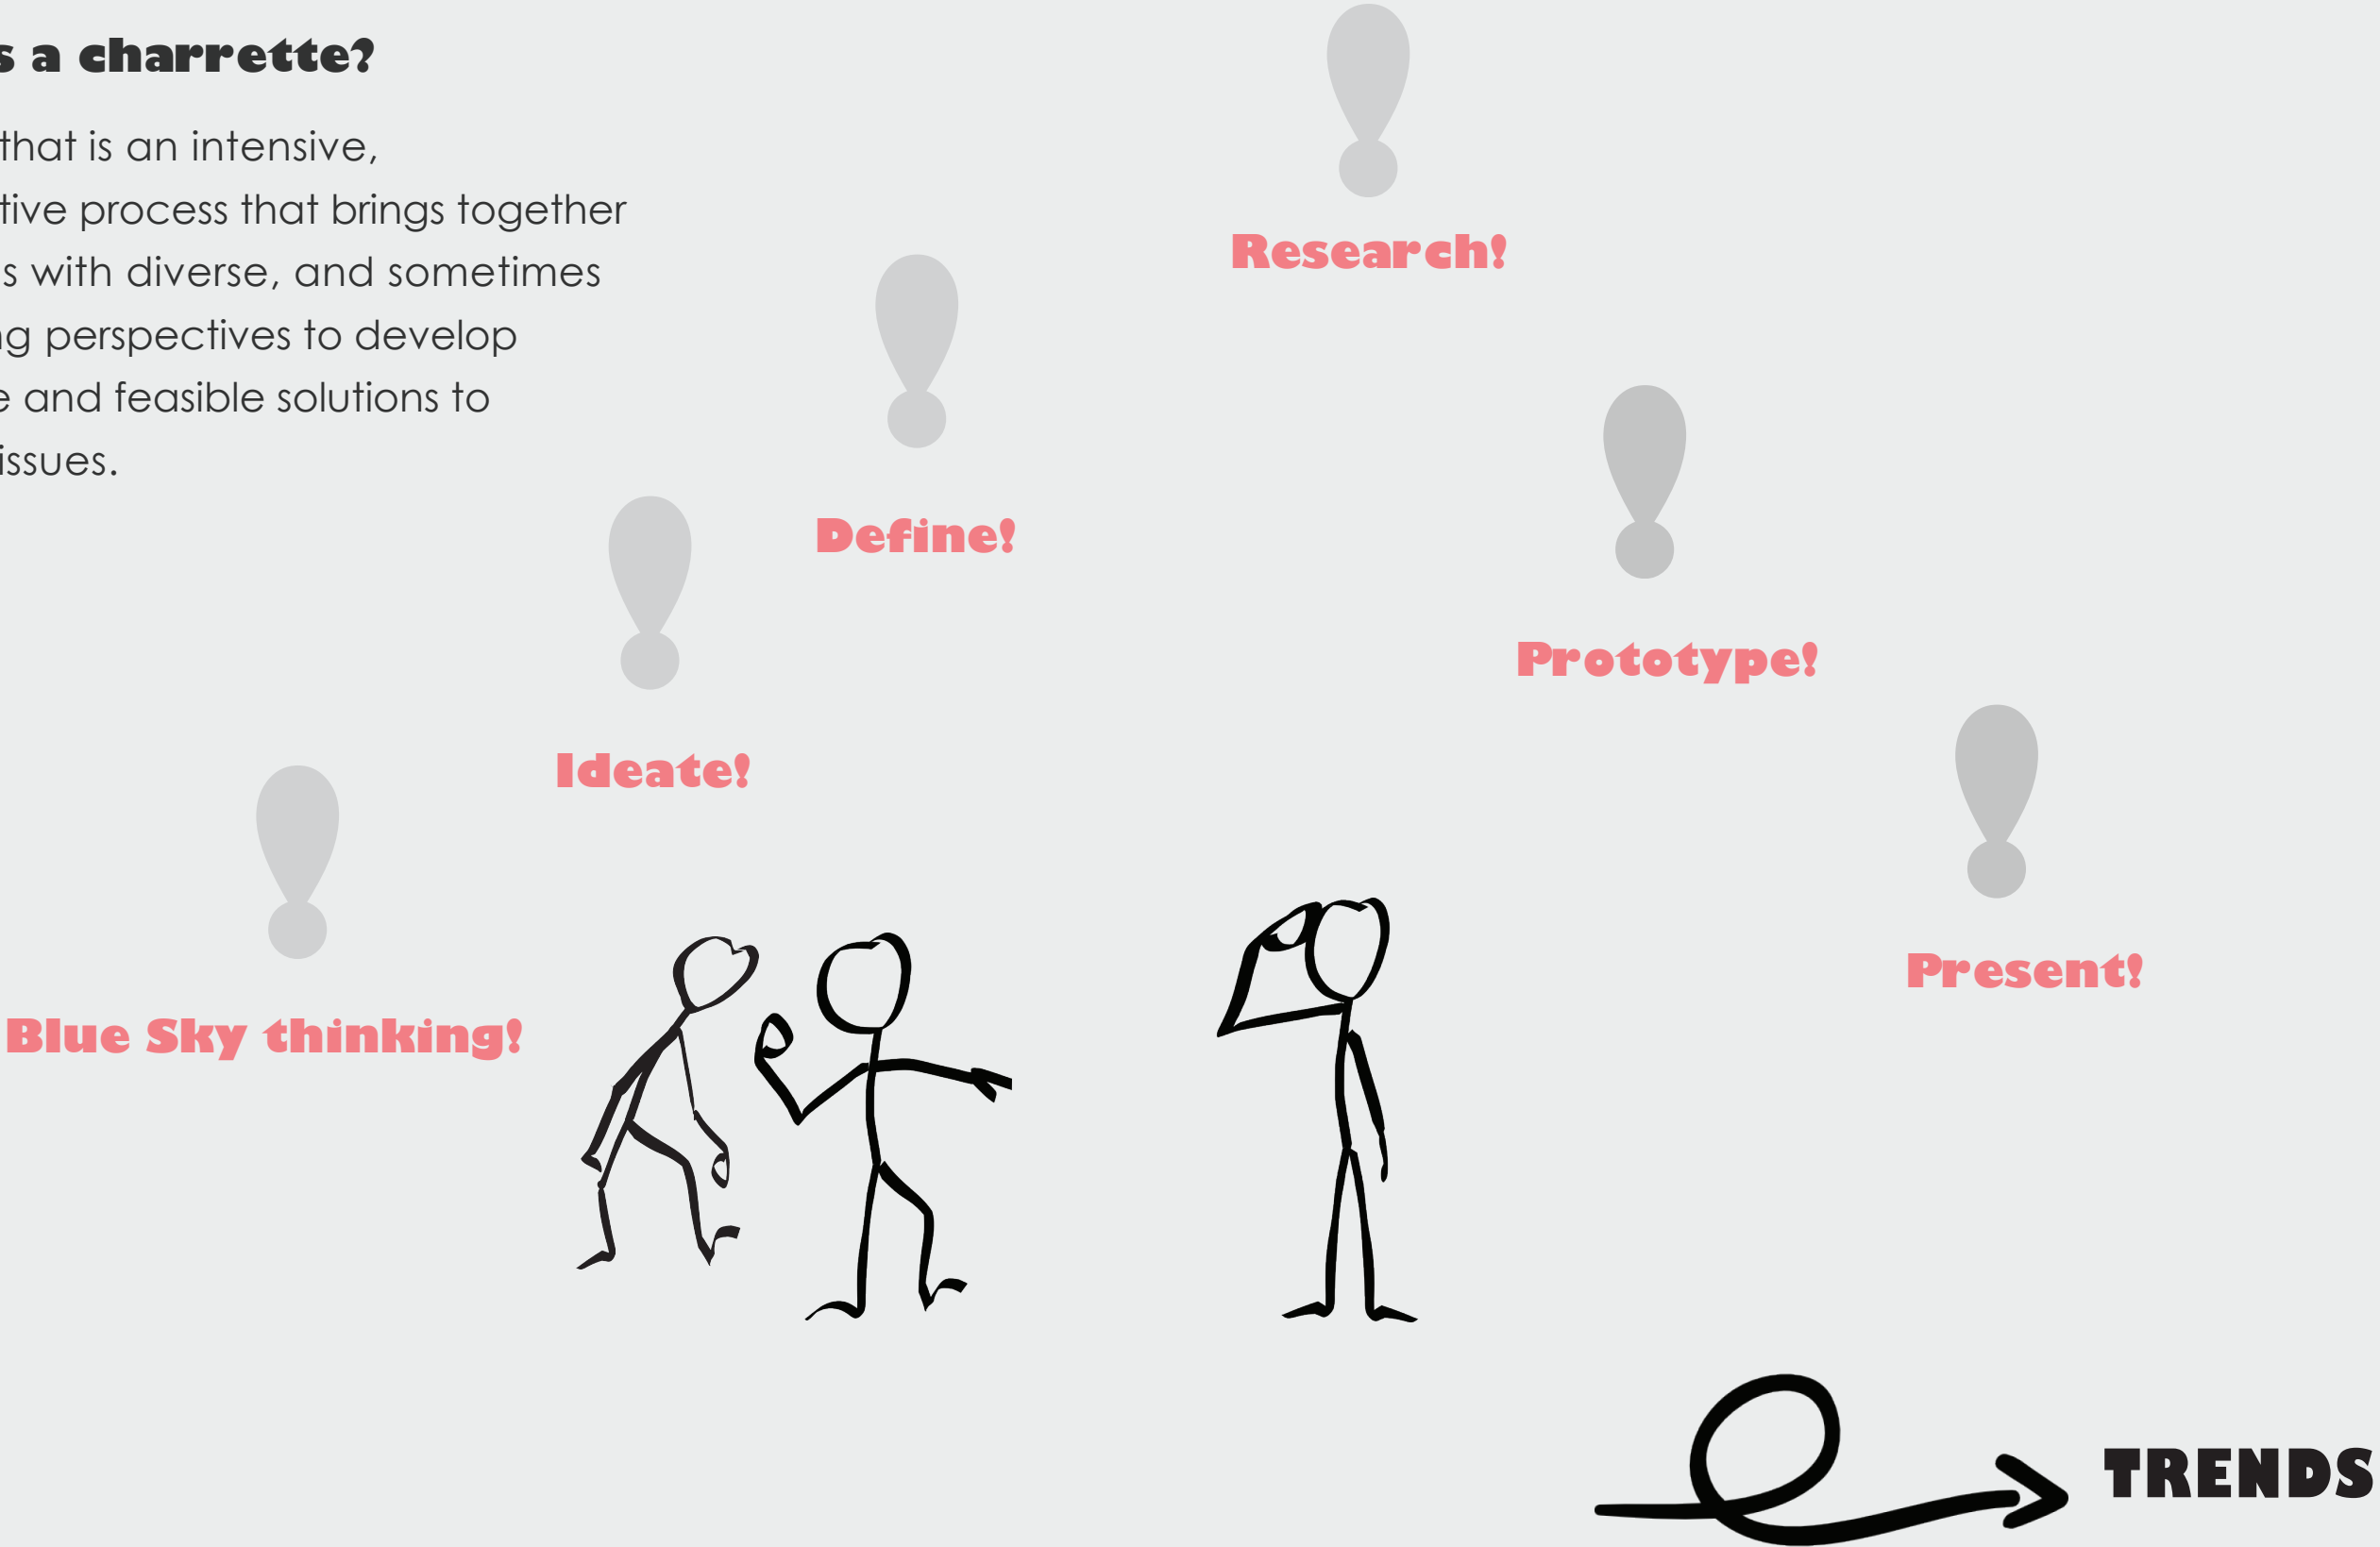 s a charrette?
that is an intensive,
tive process that brings together
s with diverse, and sometimes
ng perspectives to develop
e and feasible solutions to
issues.
Research!
Define!
Prototype!
Ideate!
Present!
Blue Sky thinking!
TRENDS